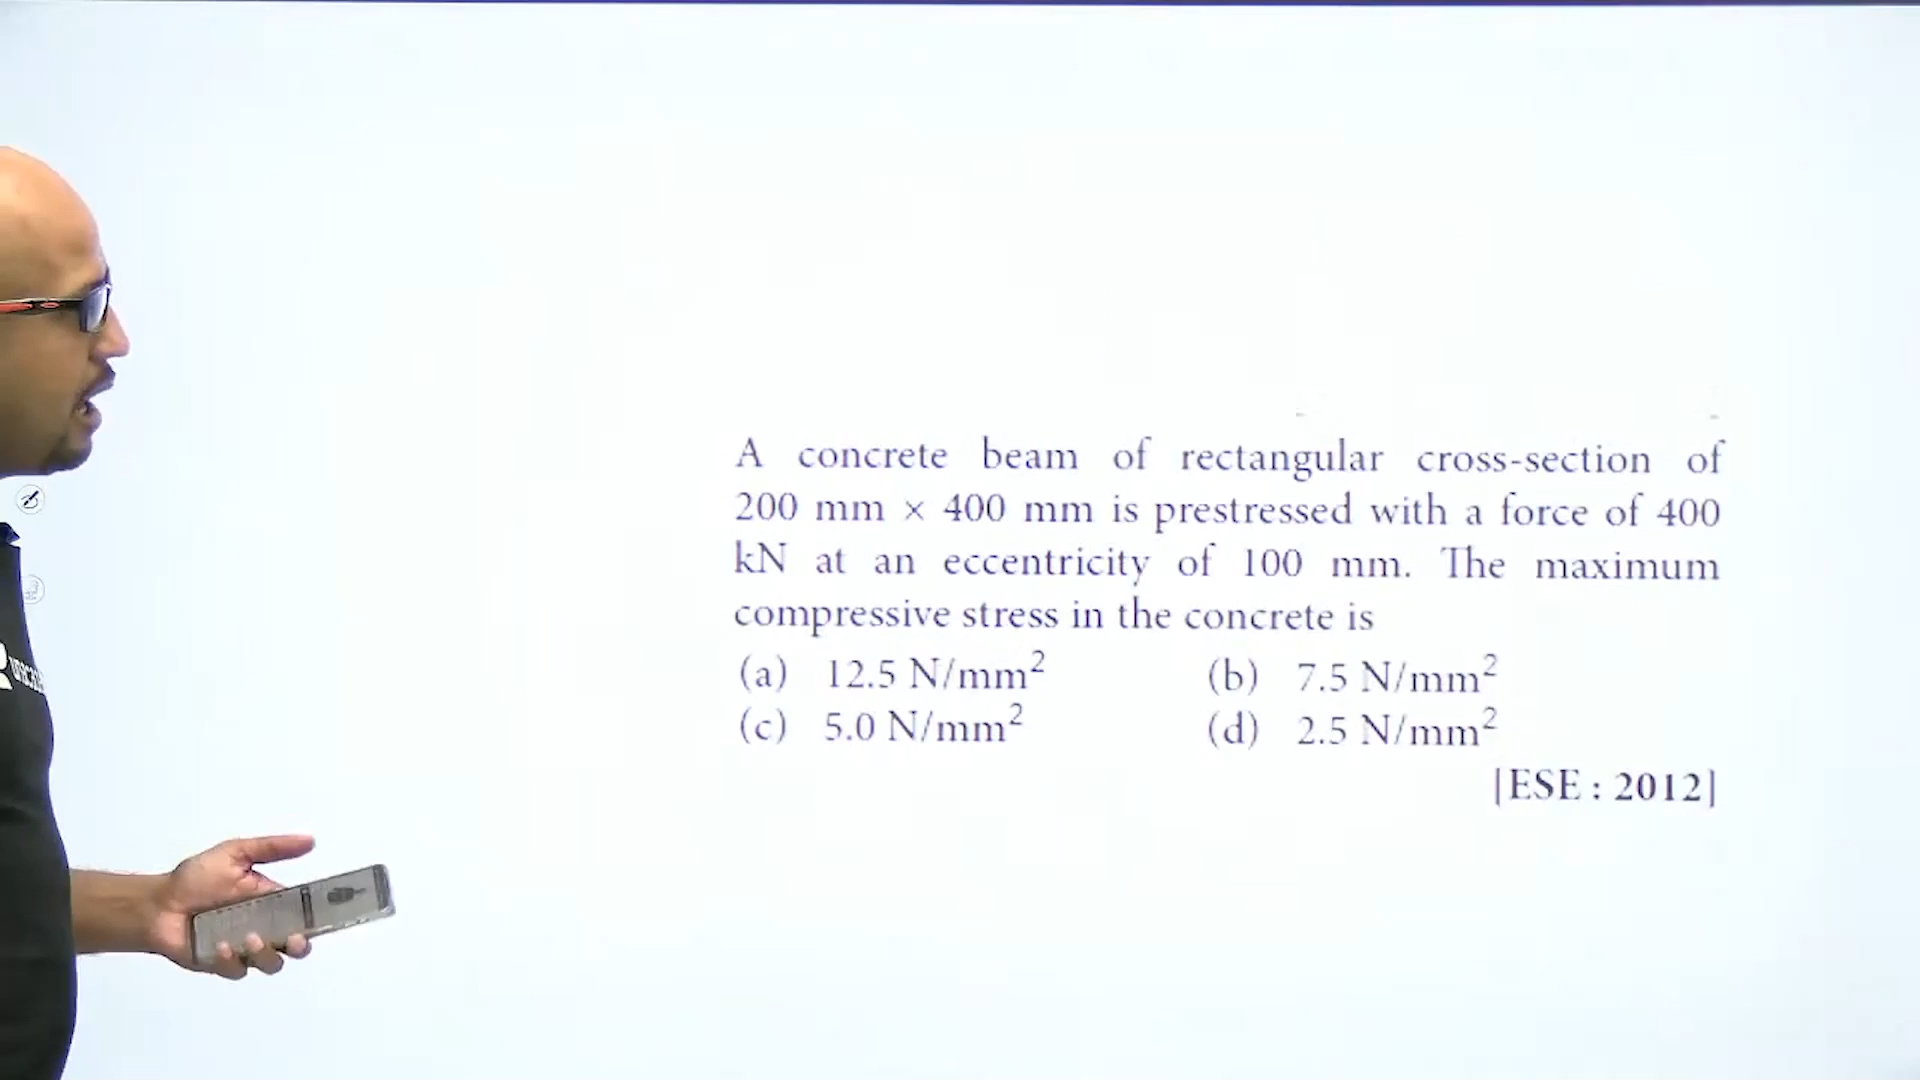 A concrete beam of rectangular cross-section of
200 mm × 400 mm is prestressed with a force of 400
kN at an eccentricity of 100 mm. The maximum
compressive stress in the concrete is
(a) 12.5 N/mm² (b) 7.5 N/mm²
(c) 5.0 N/mm² (d) 2.5 N/mm²
[ESE : 2012]